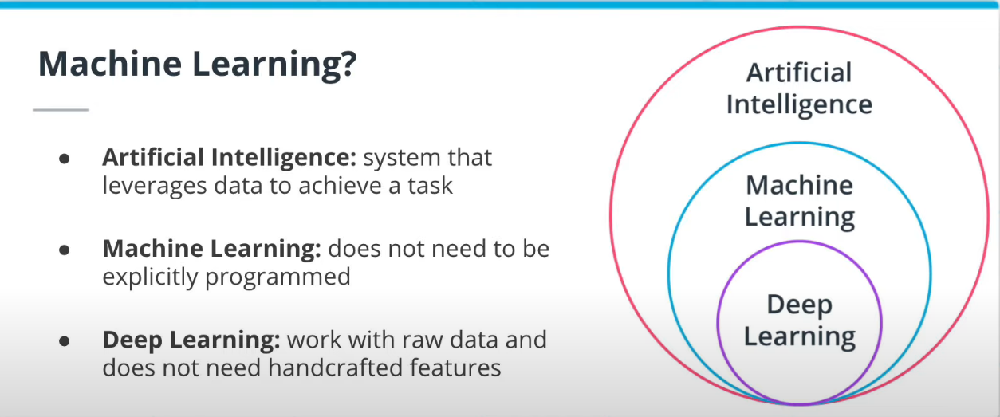 Machine Learning?
● Artificial Intelligence: system that
leverages data to achieve a task
● Machine Learning: does not need to be
explicitly programmed
● Deep Learning: work with raw data and
does not need handcrafted features
Artificial
Intelligence
Machine
Learning
Deep
Learning